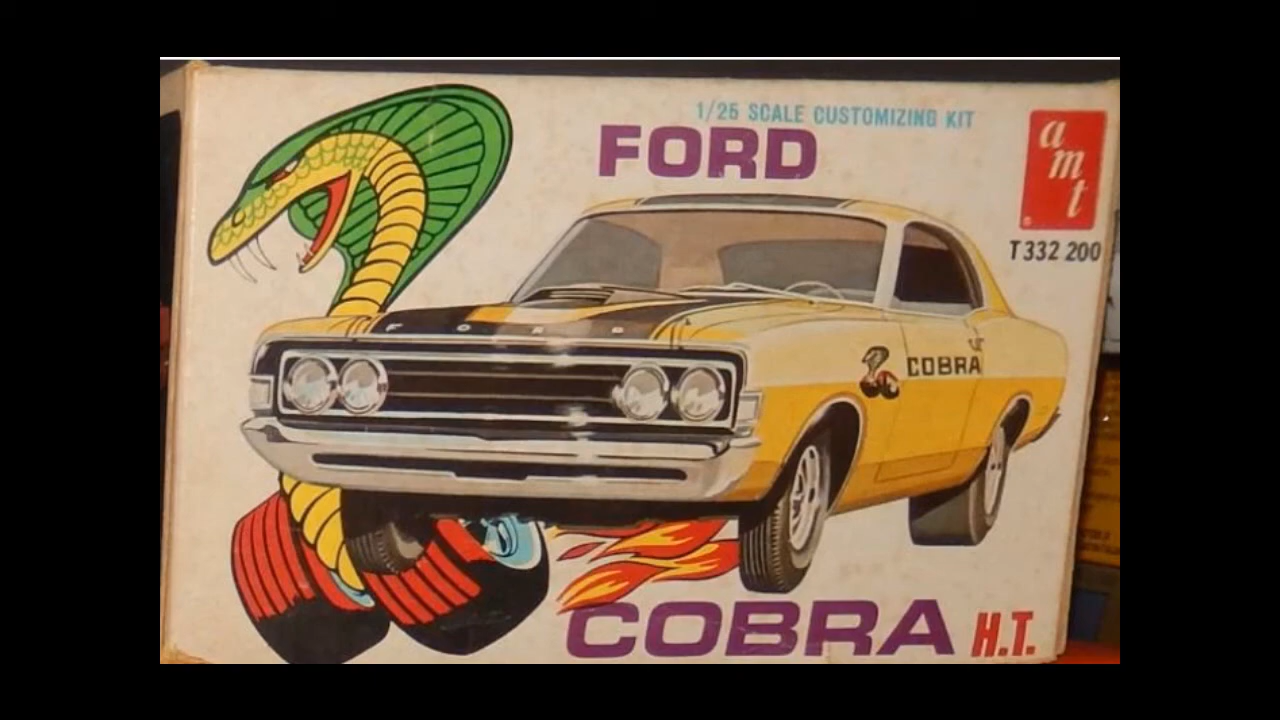 1/25 SCALE CUSTOMIZING KIT
FORD
amt
T332 200
FORD
COBRA
COBRA H.T.